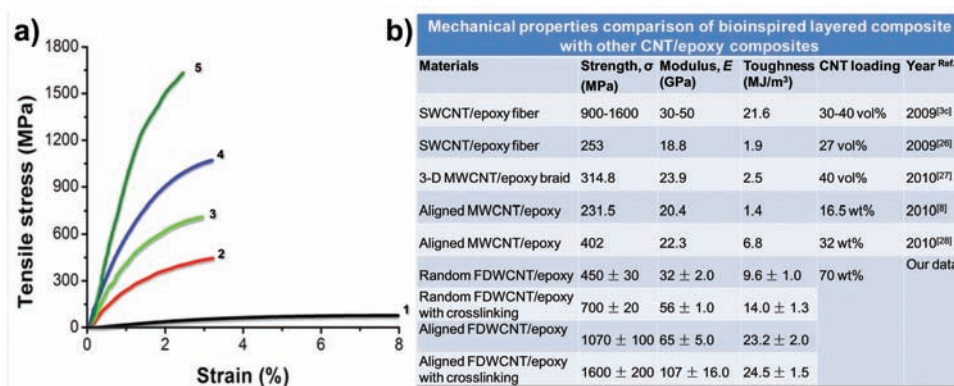 a)
Tensile stress (MPa)
1800
1500
1200
900
600
300
0
5
4
3
2
1
0 2 4 6 8
Strain (%)
b)
Mechanical properties comparison of bioinspired layered composite
with other CNT/epoxy composites
Materials Strength, σ Modulus, E Toughness CNT loading Year Ref.
(MPa) (GPa) (MJ/m³)
SWCNT/epoxy fiber 900-1600 30-50 21.6 30-40 vol% 2009[3c]
SWCNT/epoxy fiber 253 18.8 1.9 27 vol% 2009[26]
3-D MWCNT/epoxy braid 314.8 23.9 2.5 40 vol% 2010[27]
Aligned MWCNT/epoxy 231.5 20.4 1.4 16.5 wt% 2010[8]
Aligned MWCNT/epoxy 402 22.3 6.8 32 wt% 2010[28]
Our data
Random FDWCNT/epoxy 450 ± 30 32 ± 2.0 9.6 ± 1.0 70 wt%
Random FDWCNT/epoxy
with crosslinking 700 ± 20 56 ± 1.0 14.0 ± 1.3
Aligned FDWCNT/epoxy
1070 ± 100 65 ± 5.0 23.2 ± 2.0
Aligned FDWCNT/epoxy
with crosslinking 1600 ± 200 107 ± 16.0 24.5 ± 1.5